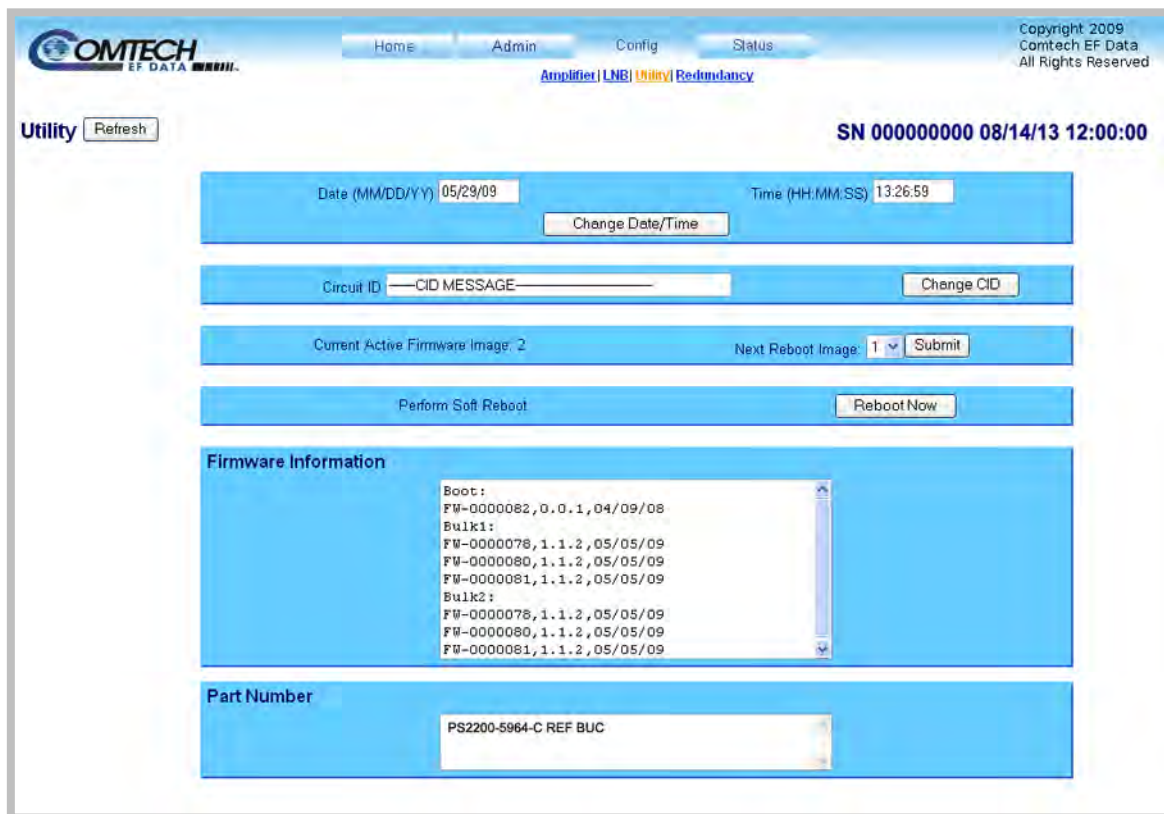 COMTECH
EF DATA
Home Admin Config Status
Copyright 2009
Comtech EF Data
All Rights Reserved
Amplifier| LNB| Utility| Redundancy
Utility Refresh
SN 000000000 08/14/13 12:00:00
Date (MM/DD/YY) 05/29/09 Time (HH:MM:SS) 13:26:59
Change Date/Time
Circuit ID ------CID MESSAGE------------------------ Change CID
Current Active Firmware Image: 2 Next Reboot Image: 1 Submit
Perform Soft Reboot Reboot Now
Firmware Information
Boot:
FW-0000082,0.0.1,04/09/08
Bulk1:
FW-0000078,1.1.2,05/05/09
FW-0000080,1.1.2,05/05/09
FW-0000081,1.1.2,05/05/09
Bulk2:
FW-0000078,1.1.2,05/05/09
FW-0000080,1.1.2,05/05/09
FW-0000081,1.1.2,05/05/09
Part Number
PS2200-5964-C REF BUC